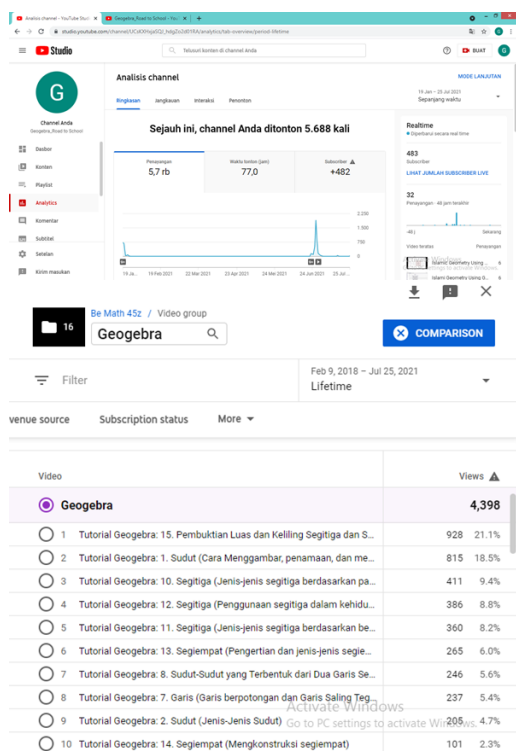 Analisis channel - YouTube Stu
Geogebra_Road to School - You
studio.youtube.com
Studio
Telusuri konten di channel Anda
BUAT
G
G
Channel Anda
Geogebra_Road to School
Dasbor
Konten
Playlist
Analytics
Komentar
Subtitel
Setelan
Kirim masukan
Analisis channel
MODE LANJUTAN
Ringkasan Jangkauan Interaksi Penonton
19 Jan – 25 Jul 2021
Sepanjang waktu
Sejauh ini, channel Anda ditonton 5.688 kali
Penayangan
5,7 rb
Waktu tonton (jam)
77,0
Subscriber
+482
2.250
1.500
750
0
19 Ja... 19 Feb 2021 22 Mar 2021 23 Apr 2021 24 Mei 2021 24 Jun 2021 25 Jul...
Realtime
Diperbarui secara real time
483
Subscriber
LIHAT JUMLAH SUBSCRIBER LIVE
32
Penayangan · 48 jam terakhir
-48 j Sekarang
Video teratas Penayangan
Islamic Geometry Using ...
Islami Geometry Using G...
16
Be Math 45z / Video group
Geogebra
COMPARISON
Filter
Feb 9, 2018 – Jul 25, 2021
Lifetime
venue source Subscription status More
Video Views
Geogebra 4,398
1 Tutorial Geogebra: 15. Pembuktian Luas dan Keliling Segitiga dan S... 928 21.1%
2 Tutorial Geogebra: 1. Sudut (Cara Menggambar, penamaan, dan me... 815 18.5%
3 Tutorial Geogebra: 10. Segitiga (Jenis-jenis segitiga berdasarkan pa... 411 9.4%
4 Tutorial Geogebra: 12. Segitiga (Penggunaan segitiga dalam kehidu... 386 8.8%
5 Tutorial Geogebra: 11. Segitiga (Jenis-jenis segitiga berdasarkan be... 360 8.2%
6 Tutorial Geogebra: 13. Segiempat (Pengertian dan jenis-jenis segie... 265 6.0%
7 Tutorial Geogebra: 8. Sudut-Sudut yang Terbentuk dari Dua Garis Se... 246 5.6%
8 Tutorial Geogebra: 7. Garis (Garis berpotongan dan Garis Saling Teg... 237 5.4%
Activate Windows
9 Tutorial Geogebra: 2. Sudut (Jenis-Jenis Sudut) 205 4.7%
Go to PC settings to activate Windows.
10 Tutorial Geogebra: 14. Segiempat (Mengkonstruksi segiempat) 101 2.3%